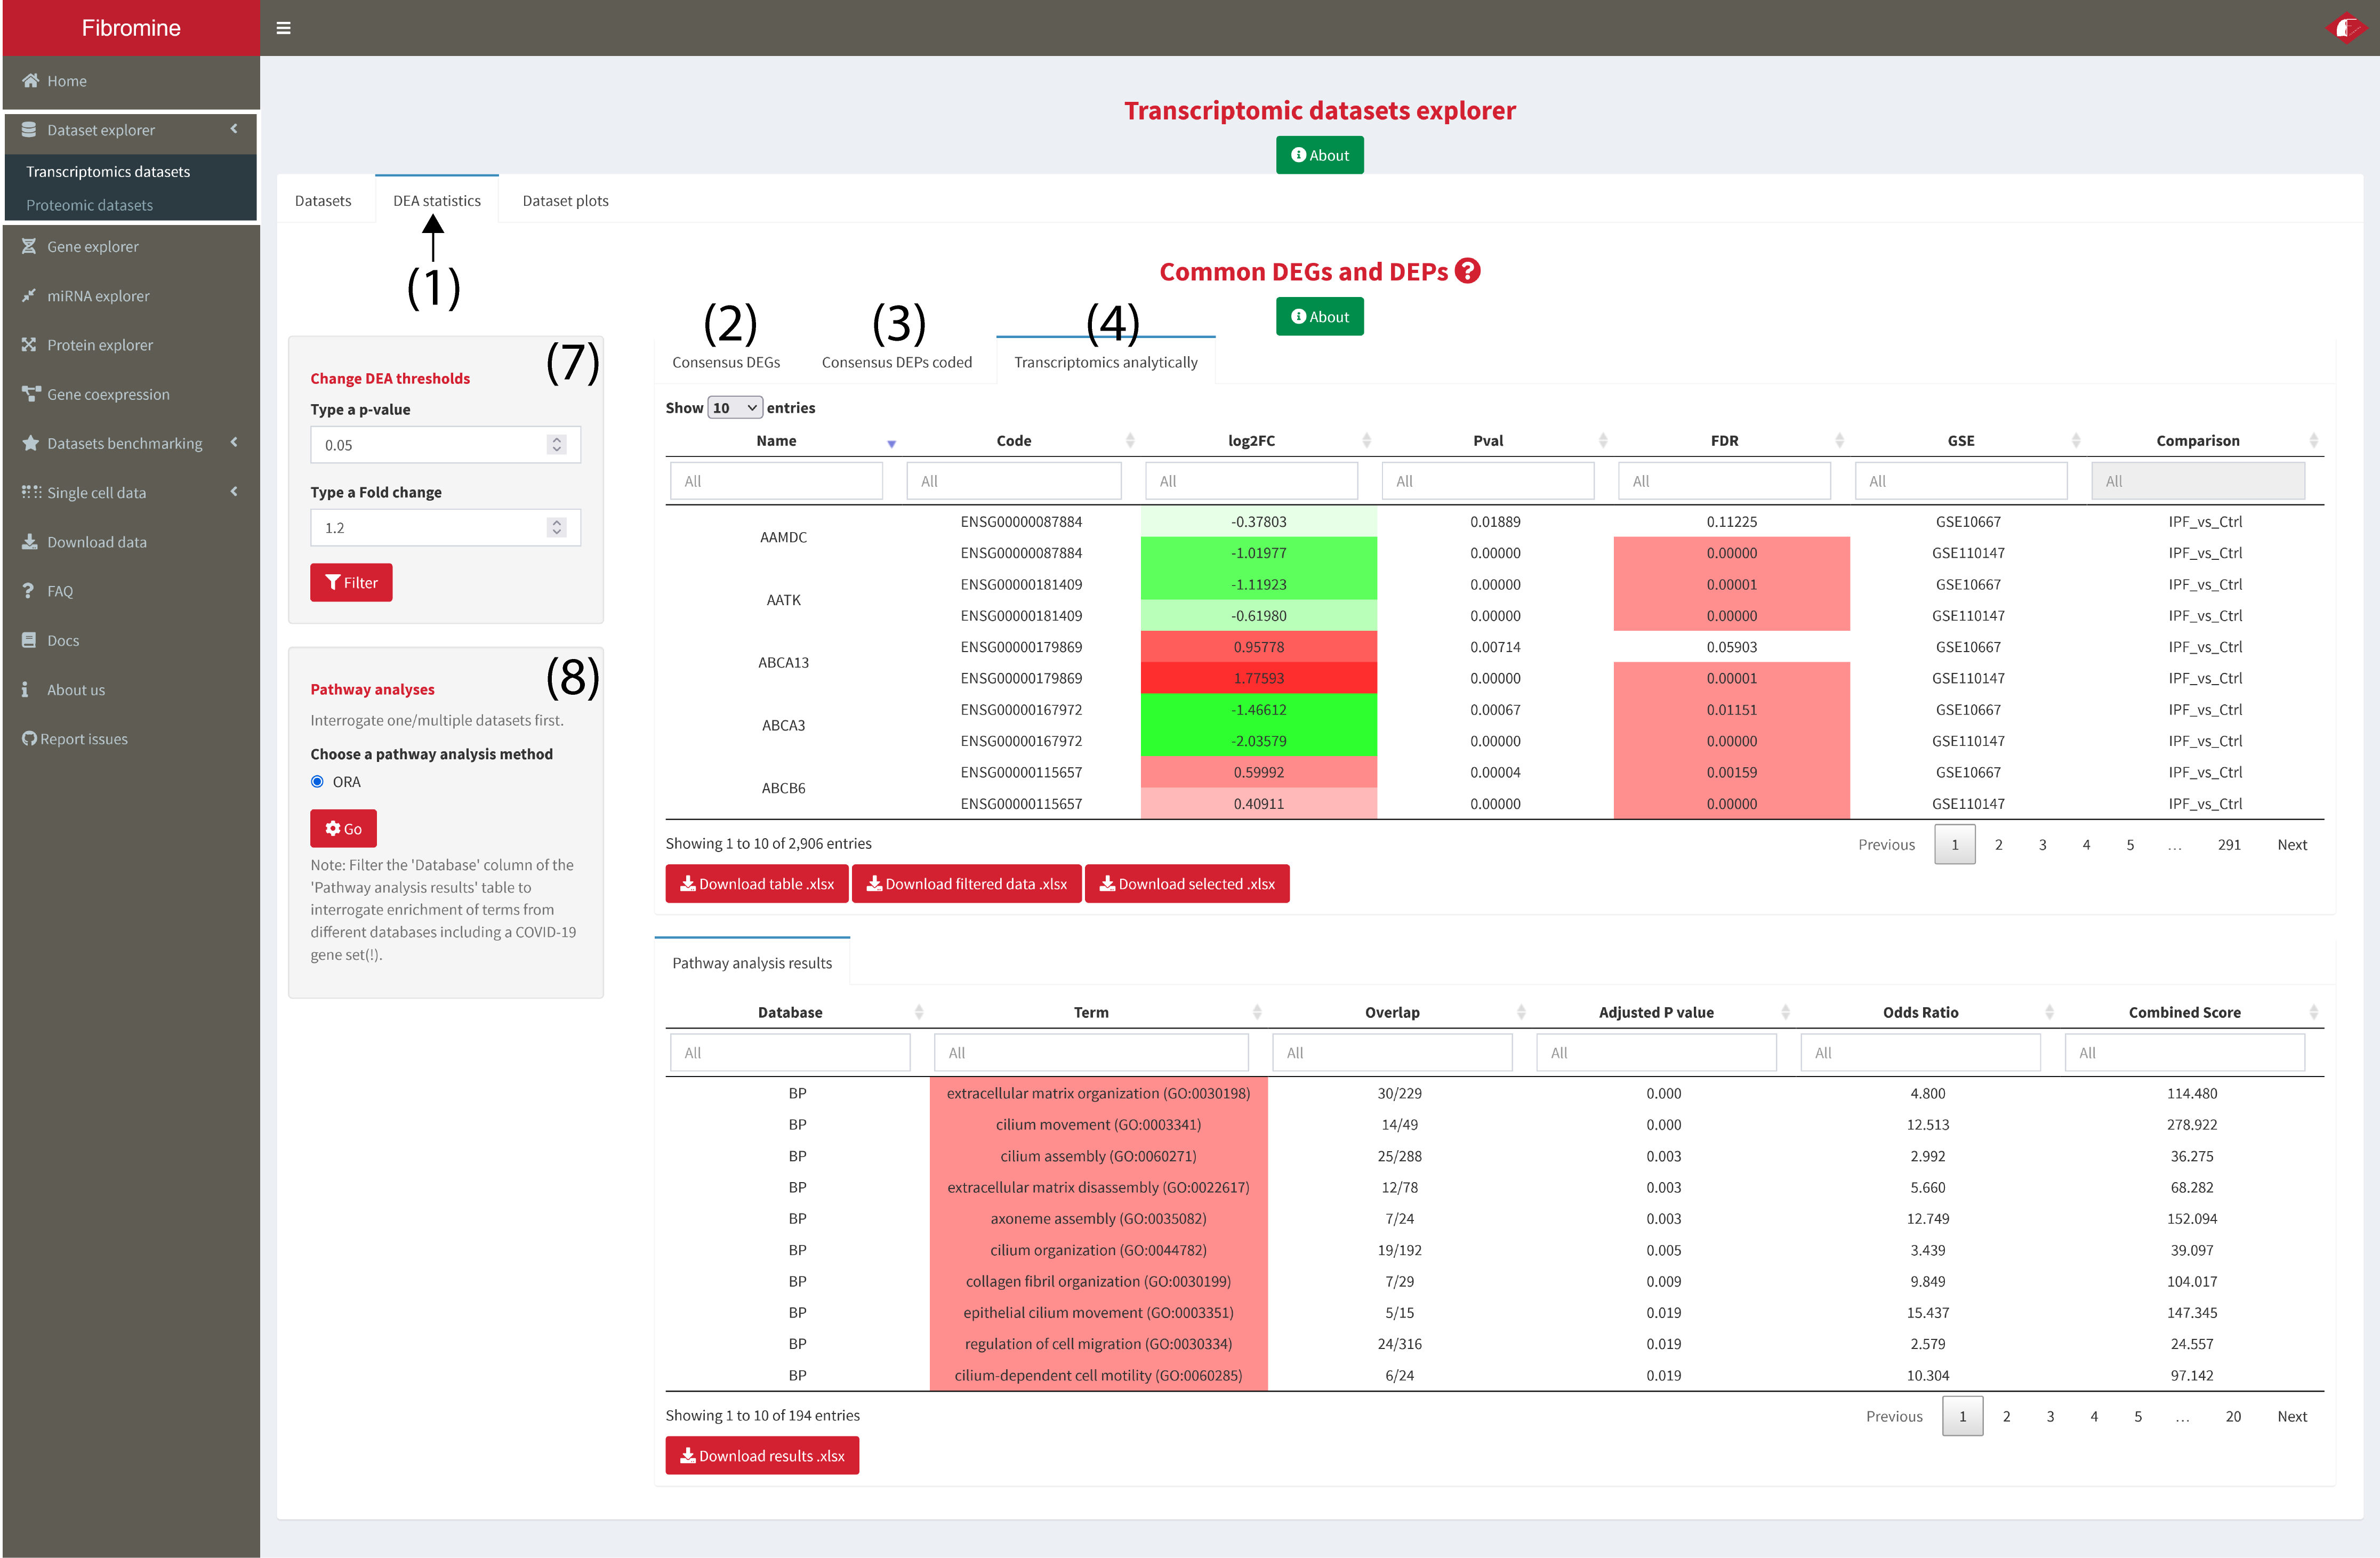 Fibromine
Home
Dataset explorer
Transcriptomics datasets
Proteomic datasets
Gene explorer
miRNA explorer
Protein explorer
Gene coexpression
Datasets benchmarking
Single cell data
Download data
FAQ
Docs
About us
Report issues
Transcriptomic datasets explorer
About
Datasets DEA statistics Dataset plots
(1)
Common DEGs and DEPs ?
About
(7)
Change DEA thresholds
Type a p-value
0.05
Type a Fold change
1.2
Filter
(8)
Pathway analyses
Interrogate one/multiple datasets first.
Choose a pathway analysis method
ORA
Go
Note: Filter the 'Database' column of the
'Pathway analysis results' table to
interrogate enrichment of terms from
different databases including a COVID-19
gene set(!).
(2) (3) (4)
Consensus DEGs Consensus DEPs coded Transcriptomics analytically
Show 10 entries
Name Code log2FC Pval FDR GSE Comparison
All All All All All All All
AAMDC ENSG00000087884 -0.37803 0.01889 0.11225 GSE10667 IPF_vs_Ctrl
ENSG00000087884 -1.01977 0.00000 0.00000 GSE110147 IPF_vs_Ctrl
AATK ENSG00000181409 -1.11923 0.00000 0.00001 GSE10667 IPF_vs_Ctrl
ENSG00000181409 -0.61980 0.00000 0.00000 GSE110147 IPF_vs_Ctrl
ABCA13 ENSG00000179869 0.95778 0.00714 0.05903 GSE10667 IPF_vs_Ctrl
ENSG00000179869 1.77593 0.00000 0.00001 GSE110147 IPF_vs_Ctrl
ABCA3 ENSG00000167972 -1.46612 0.00067 0.01151 GSE10667 IPF_vs_Ctrl
ENSG00000167972 -2.03579 0.00000 0.00000 GSE110147 IPF_vs_Ctrl
ABCB6 ENSG00000115657 0.59992 0.00004 0.00159 GSE10667 IPF_vs_Ctrl
ENSG00000115657 0.40911 0.00000 0.00000 GSE110147 IPF_vs_Ctrl
Showing 1 to 10 of 2,906 entries Previous 1 2 3 4 5 … 291 Next
Download table .xlsx Download filtered data .xlsx Download selected .xlsx
Pathway analysis results
Database Term Overlap Adjusted P value Odds Ratio Combined Score
All All All All All All
BP extracellular matrix organization (GO:0030198) 30/229 0.000 4.800 114.480
BP cilium movement (GO:0003341) 14/49 0.000 12.513 278.922
BP cilium assembly (GO:0060271) 25/288 0.003 2.992 36.275
BP extracellular matrix disassembly (GO:0022617) 12/78 0.003 5.660 68.282
BP axoneme assembly (GO:0035082) 7/24 0.003 12.749 152.094
BP cilium organization (GO:0044782) 19/192 0.005 3.439 39.097
BP collagen fibril organization (GO:0030199) 7/29 0.009 9.849 104.017
BP epithelial cilium movement (GO:0003351) 5/15 0.019 15.437 147.345
BP regulation of cell migration (GO:0030334) 24/316 0.019 2.579 24.557
BP cilium-dependent cell motility (GO:0060285) 6/24 0.019 10.304 97.142
Showing 1 to 10 of 194 entries Previous 1 2 3 4 5 … 20 Next
Download results .xlsx